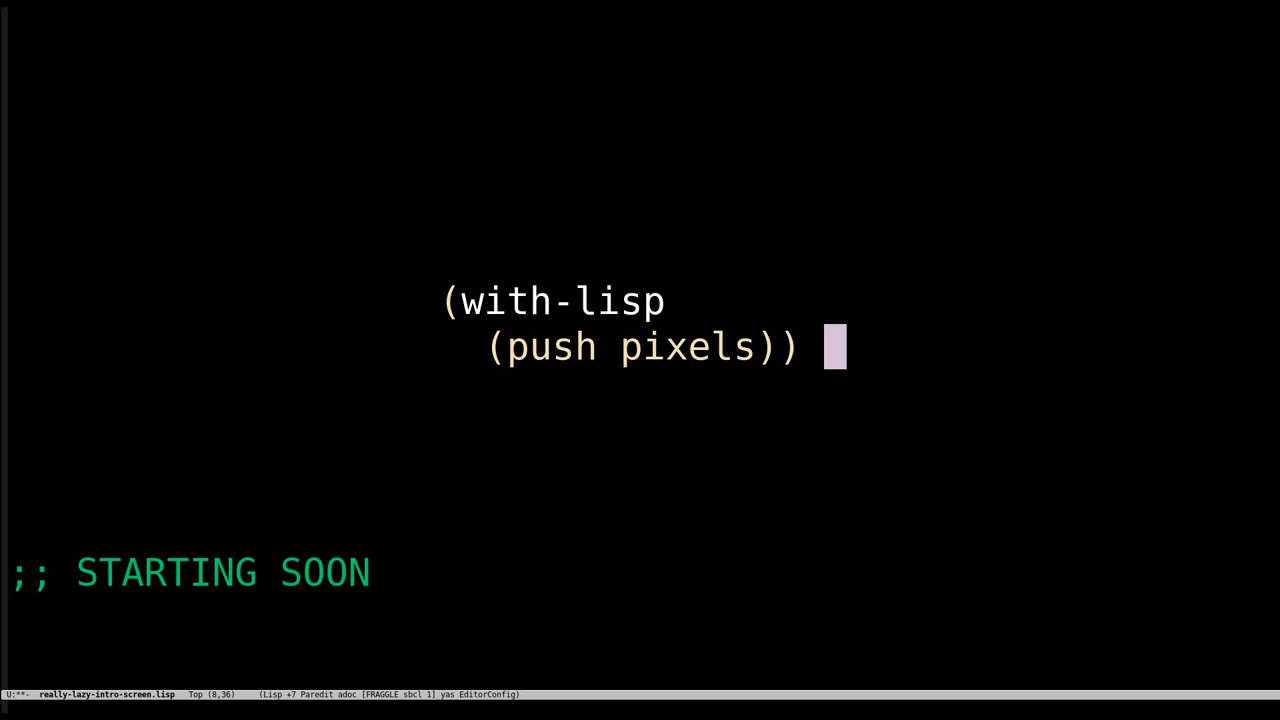 (with-lisp
(push pixels))
;; STARTING SOON
U:**- really-lazy-intro-screen.lisp Top (8,36) (Lisp +7 Paredit adoc [FRAGGLE sbcl 1] yas EditorConfig)